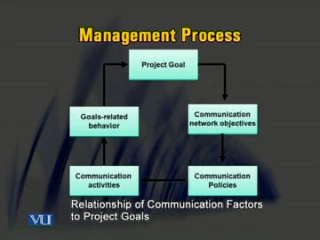 Management Process
Project Goal
Goals-related
behavior
Communication
network objectives
Communication
activities
Communication
Policies
Relationship of Communication Factors
to Project Goals
VU